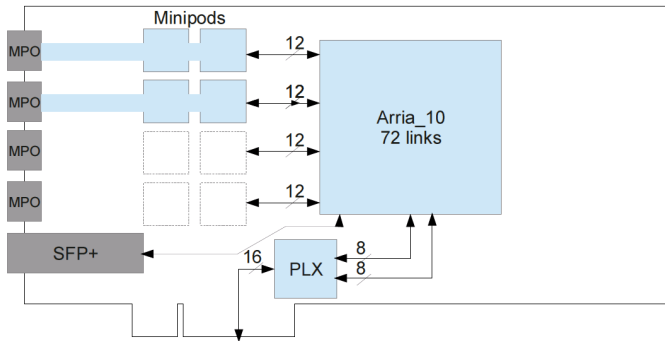 Minipods
MPO
12
MPO
12
Arria_10
72 links
MPO
12
MPO
12
SFP+
16
PLX
8
8